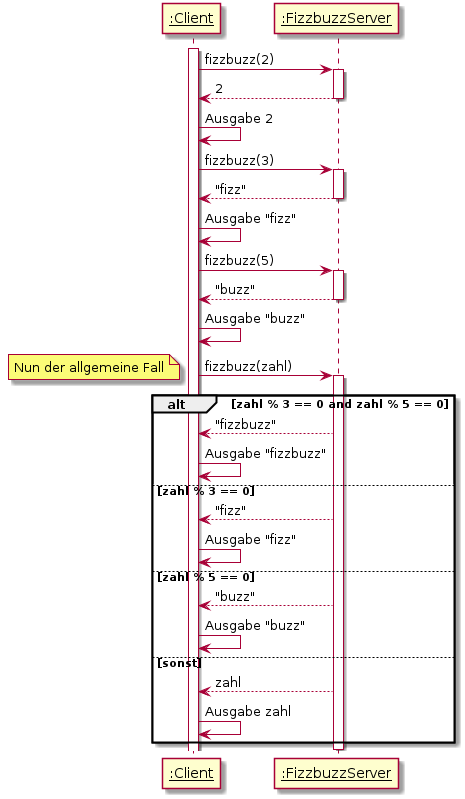 :Client :FizzbuzzServer
fizzbuzz(2)
2
Ausgabe 2
fizzbuzz(3)
"fizz"
Ausgabe "fizz"
fizzbuzz(5)
"buzz"
Ausgabe "buzz"
Nun der allgemeine Fall fizzbuzz(zahl)
alt [zahl % 3 == 0 and zahl % 5 == 0]
"fizzbuzz"
Ausgabe "fizzbuzz"
[zahl % 3 == 0]
"fizz"
Ausgabe "fizz"
[zahl % 5 == 0]
"buzz"
Ausgabe "buzz"
[sonst]
zahl
Ausgabe zahl
:Client :FizzbuzzServer